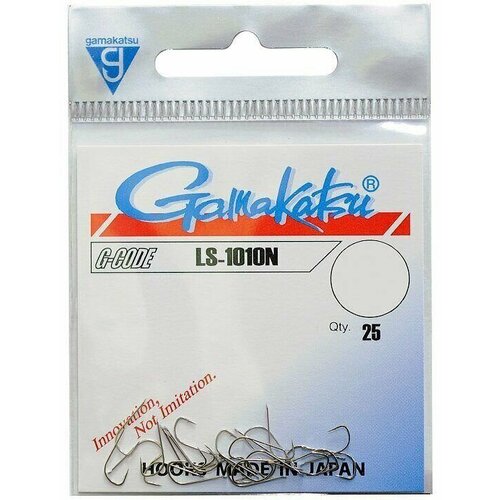 gamakatsu
g
Gamakatsu®
G-CODE LS-1010N
Qty. 25
Innovation,
Not Imitation.
HOOKS MADE IN JAPAN